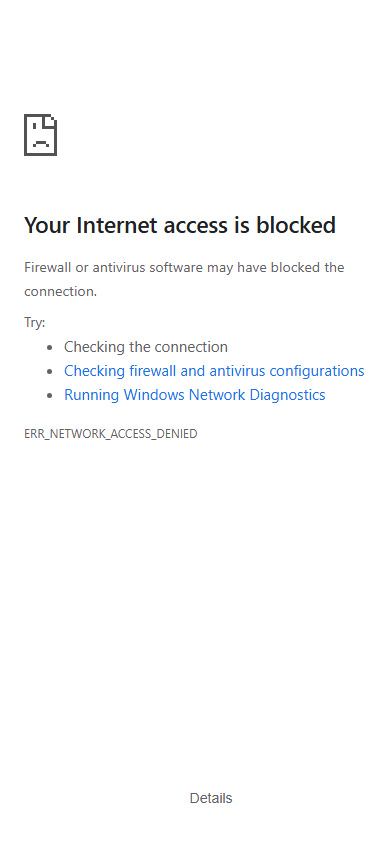 Your Internet access is blocked
Firewall or antivirus software may have blocked the
connection.
Try:
Checking the connection
Checking firewall and antivirus configurations
Running Windows Network Diagnostics
ERR_NETWORK_ACCESS_DENIED
Details